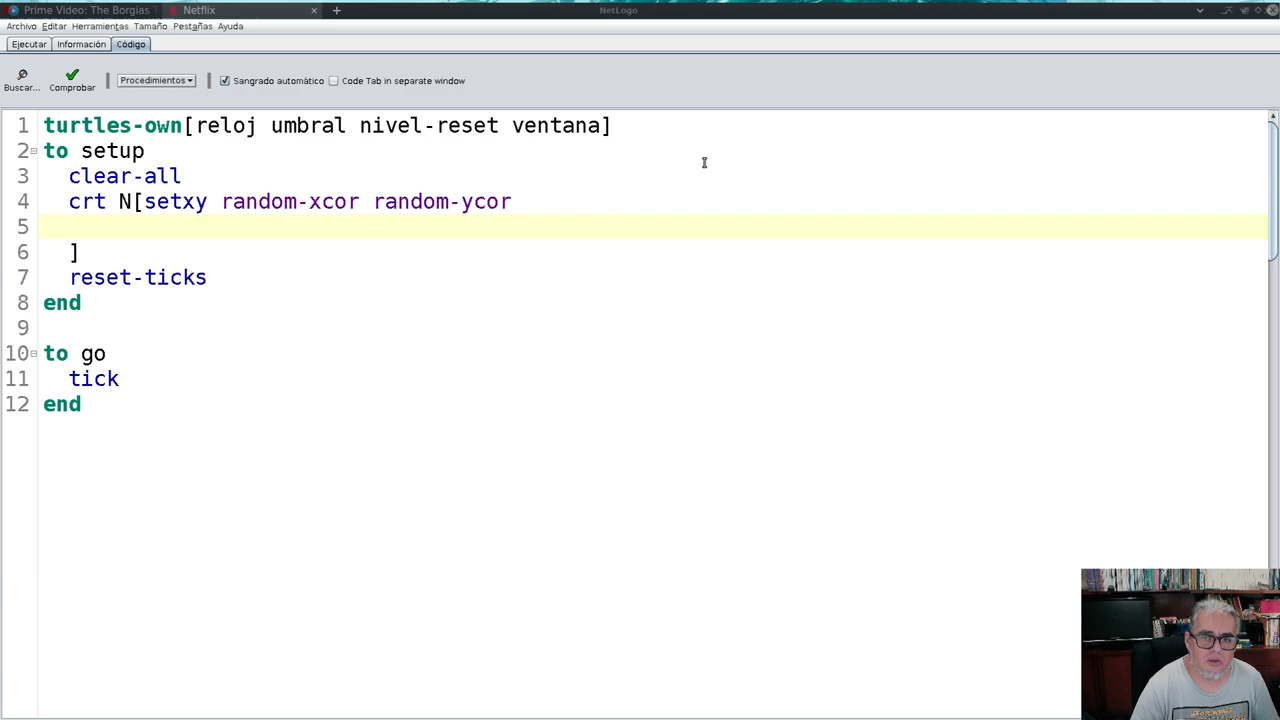 Prime Video: The Borgias
Netflix
×
+
NetLogo
Archivo Editar Herramientas Tamaño Pestañas Ayuda
Ejecutar Información Código
Buscar... Comprobar Procedimientos Sangrado automàtico Code Tab in separate window
1 turtles-own[reloj umbral nivel-reset ventana]
2 to setup
3 clear-all
4 crt N[setxy random-xcor random-ycor
5
6 ]
7 reset-ticks
8 end
9
10 to go
11 tick
12 end